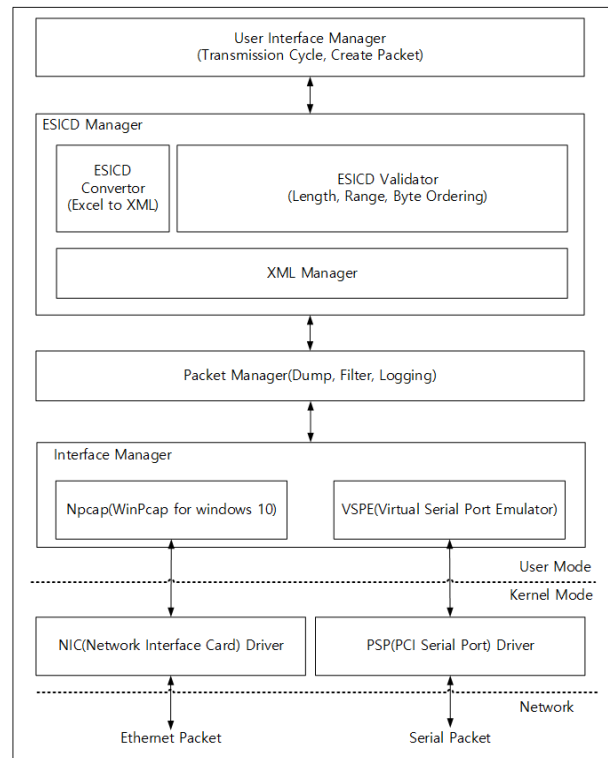 User Interface Manager
(Transmission Cycle, Create Packet)
ESICD Manager
ESICD
Convertor
(Excel to XML)
ESICD Validator
(Length, Range, Byte Ordering)
XML Manager
Packet Manager(Dump, Filter, Logging)
Interface Manager
Npcap(WinPcap for windows 10)
VSPE(Virtual Serial Port Emulator)
User Mode
Kernel Mode
NIC(Network Interface Card) Driver
PSP(PCI Serial Port) Driver
Network
Ethernet Packet
Serial Packet